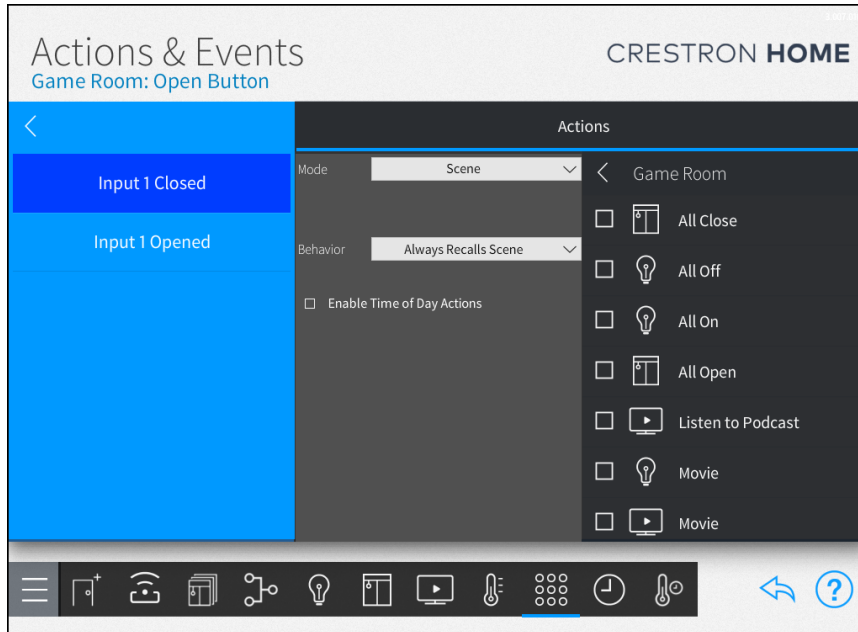 Actions & Events
CRESTRON HOME
Game Room: Open Button
Actions
Input 1 Closed
Input 1 Opened
Mode
Scene
Behavior
Always Recalls Scene
Enable Time of Day Actions
Game Room
All Close
All Off
All On
All Open
Listen to Podcast
Movie
Movie
?